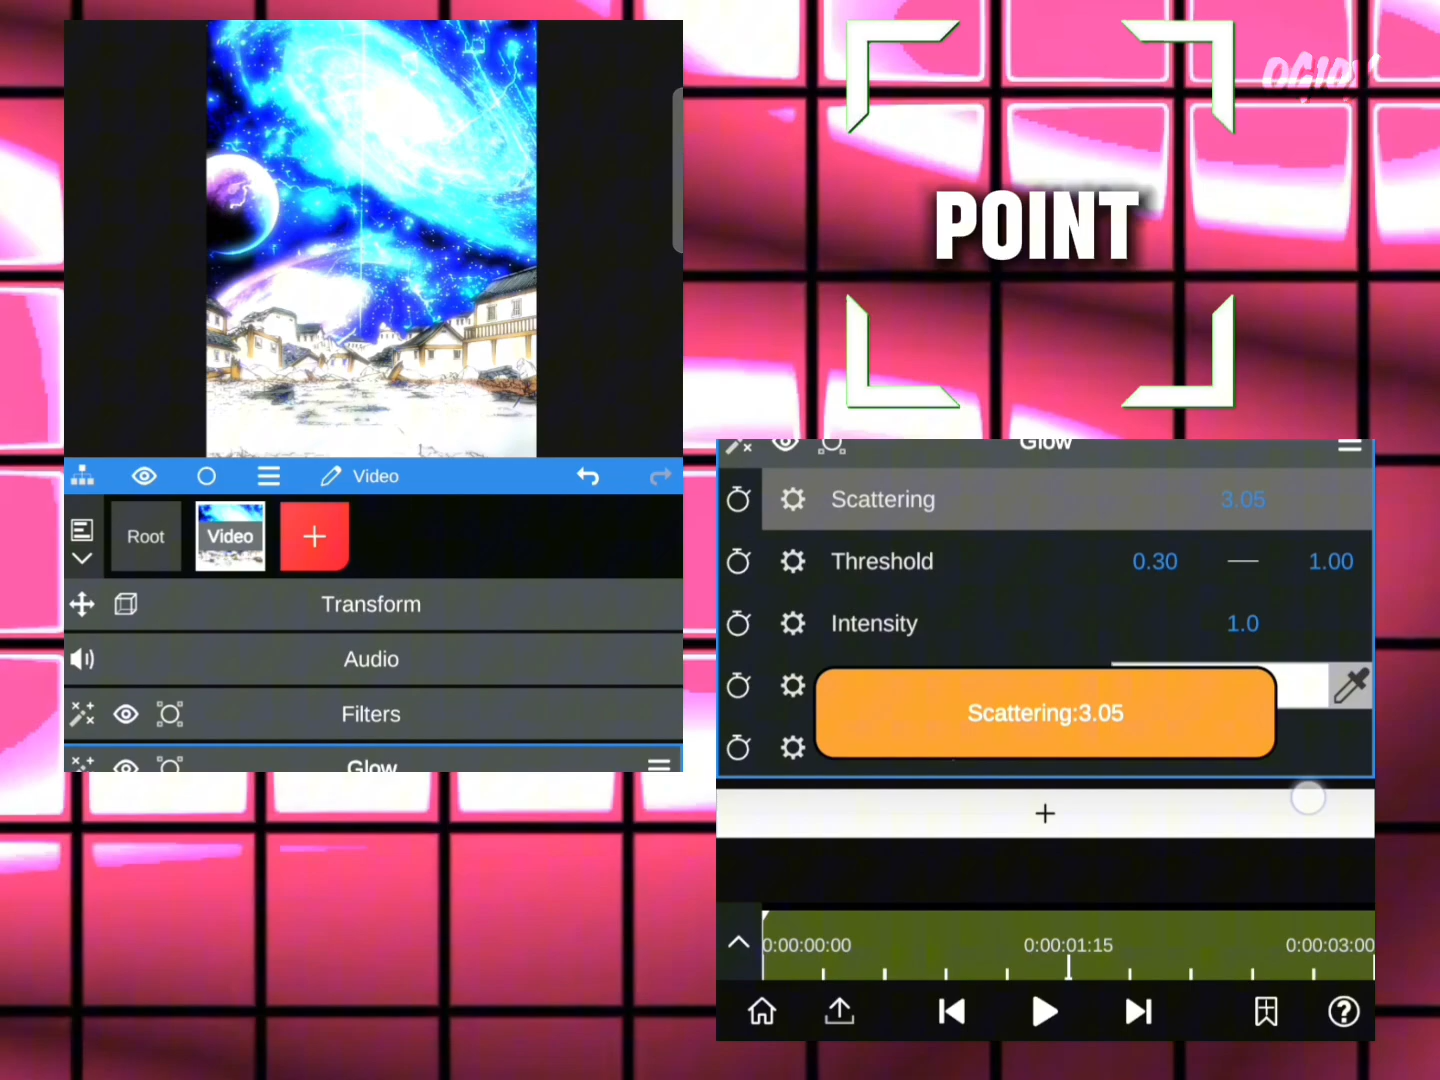 OGIDX
POINT
Video
Root
Video
+
Transform
Audio
Filters
Glow
Glow
Scattering 3.05
Threshold 0.30 — 1.00
Intensity 1.0
Scattering:3.05
+
0:00:00:00 0:00:01:15 0:00:03:00
?